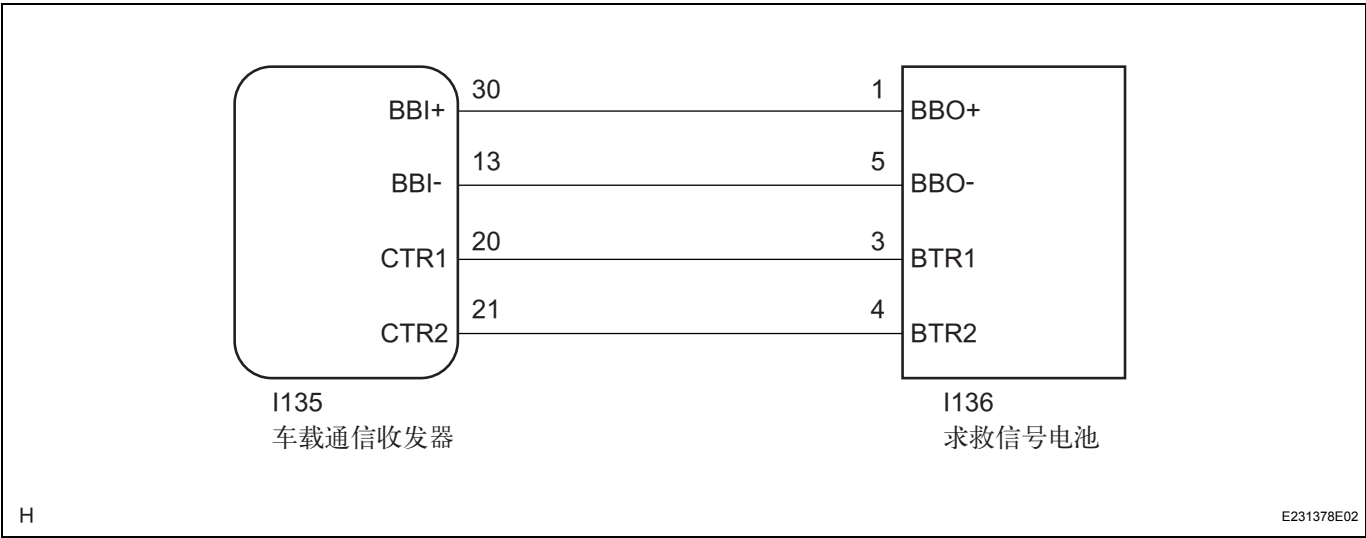 30 1
BBI+ BBO+
13 5
BBI- BBO-
20 3
CTR1 BTR1
21 4
CTR2 BTR2
I135 I136
车载通信收发器 求救信号电池
H E231378E02